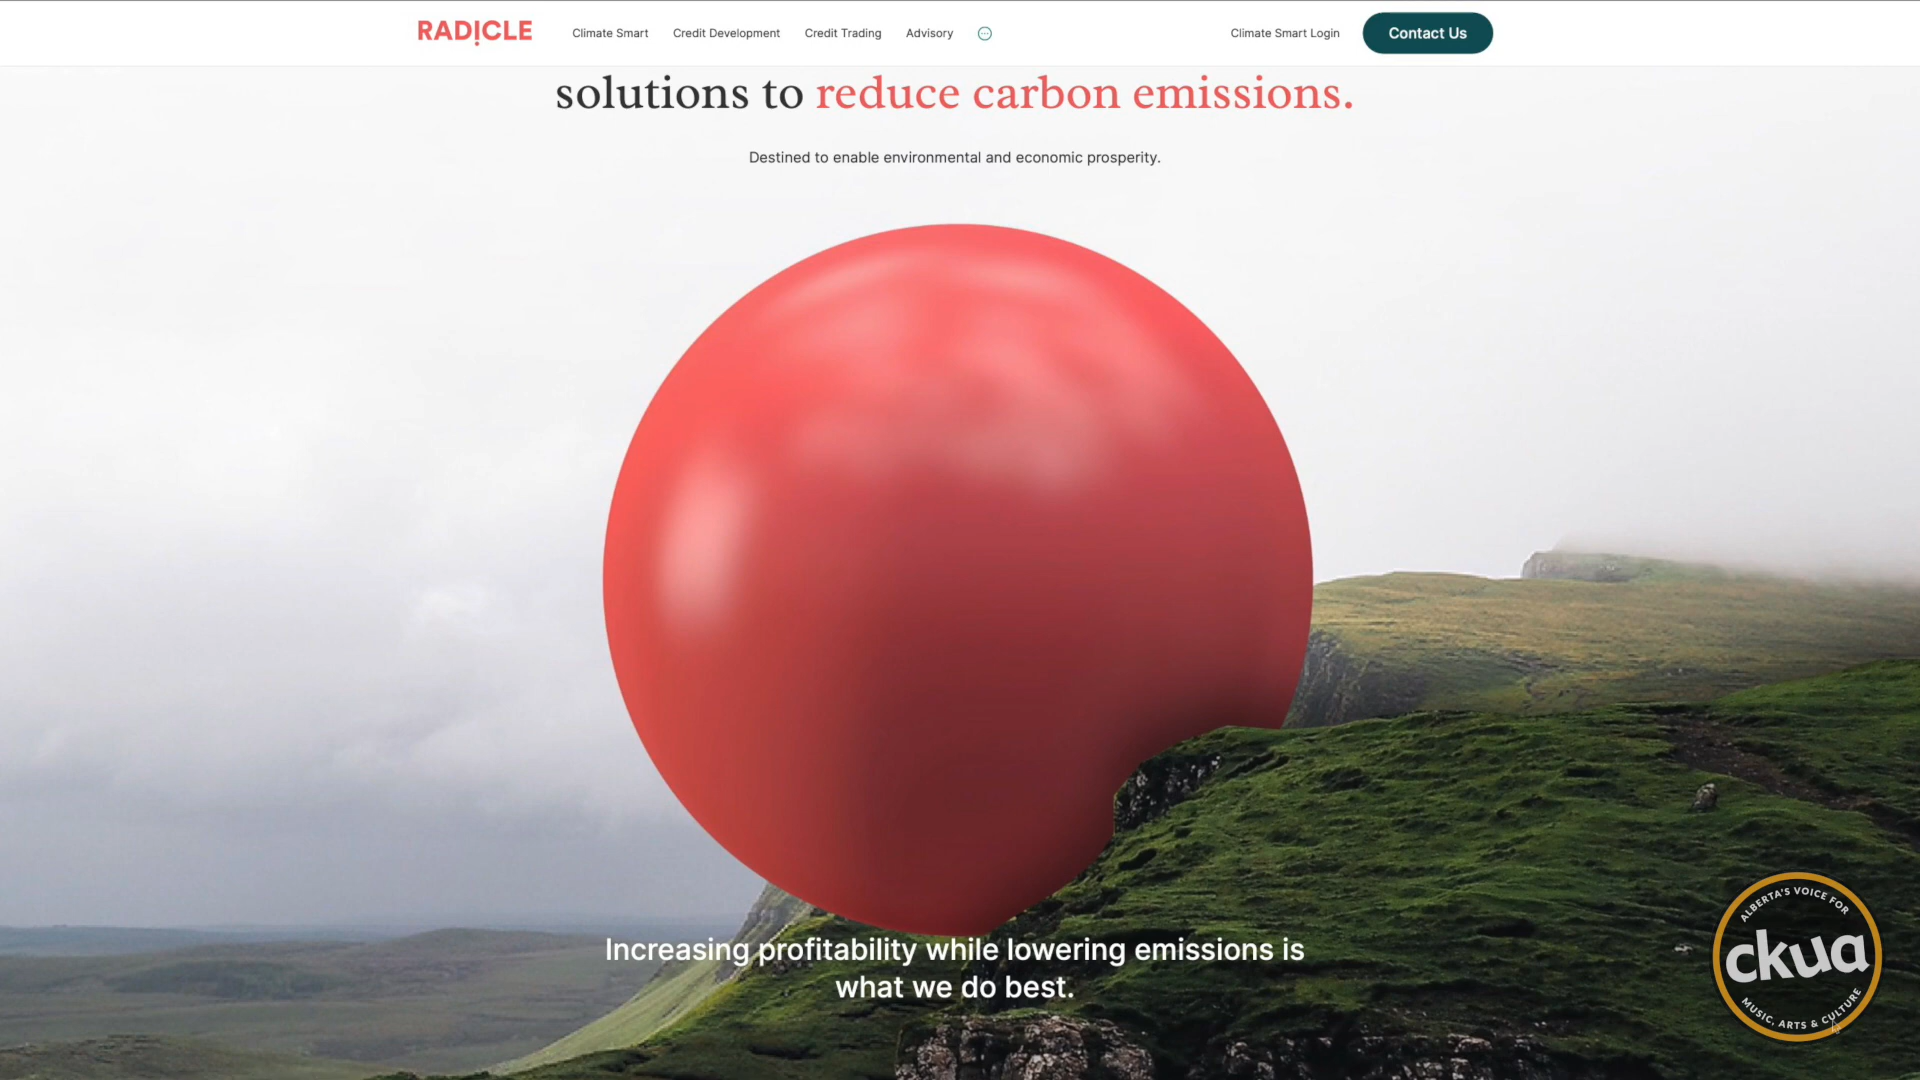 RADICLE
Climate Smart
Credit Development
Credit Trading
Advisory
Climate Smart Login
Contact Us
solutions to reduce carbon emissions.
Destined to enable environmental and economic prosperity.
Increasing profitability while lowering emissions is
what we do best.
ALBERTA'S VOICE FOR
ckua
MUSIC, ARTS & CULTURE